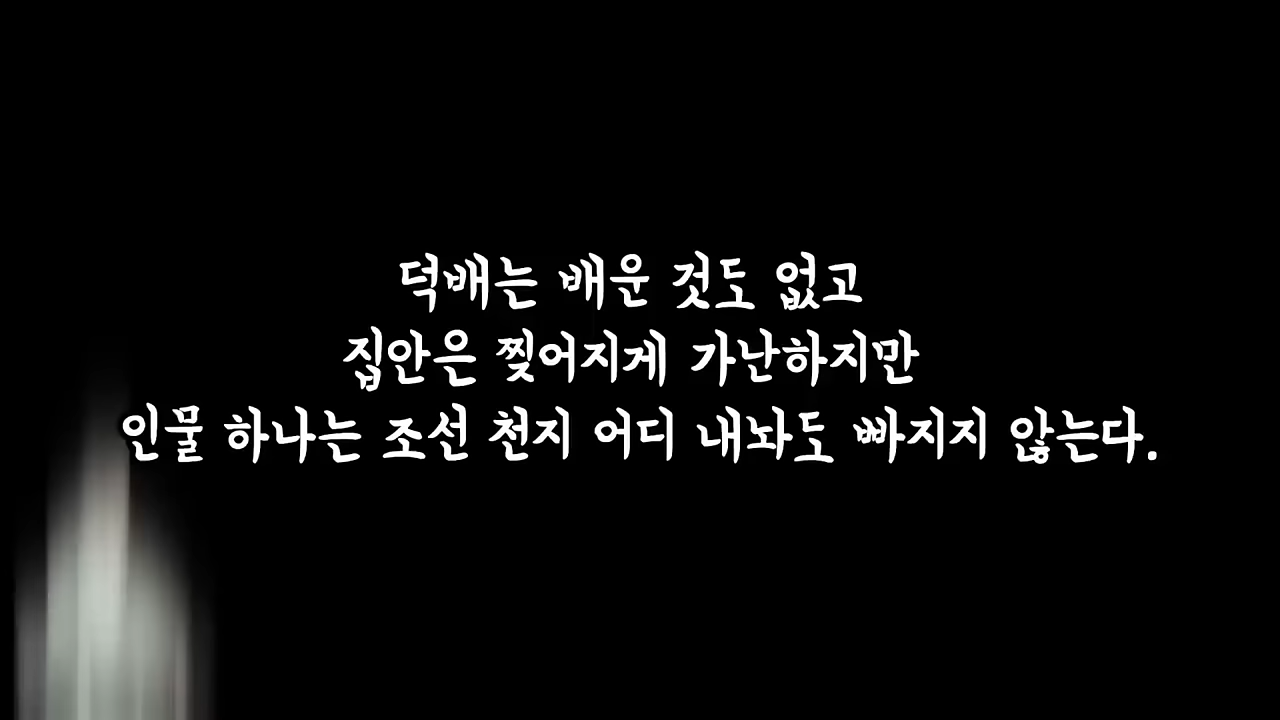 덕배는 배운 것도 없고
집안은 찢어지게 가난하지만
인물 하나는 조선 천지 어디 내놔도 빠지지 않는다.